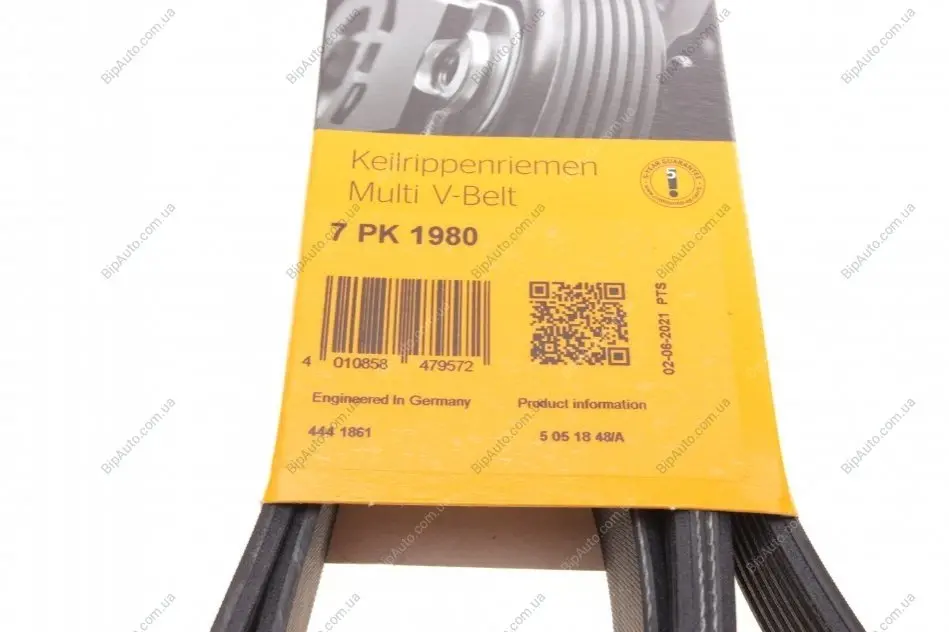 Keilrippenriemen
Multi V-Belt
7 PK 1980
4 010858 479572
02-06-2021 PTS
Engineered In Germany
Product information
444 1861
5 05 18 48/A
5
BipAuto.com.ua